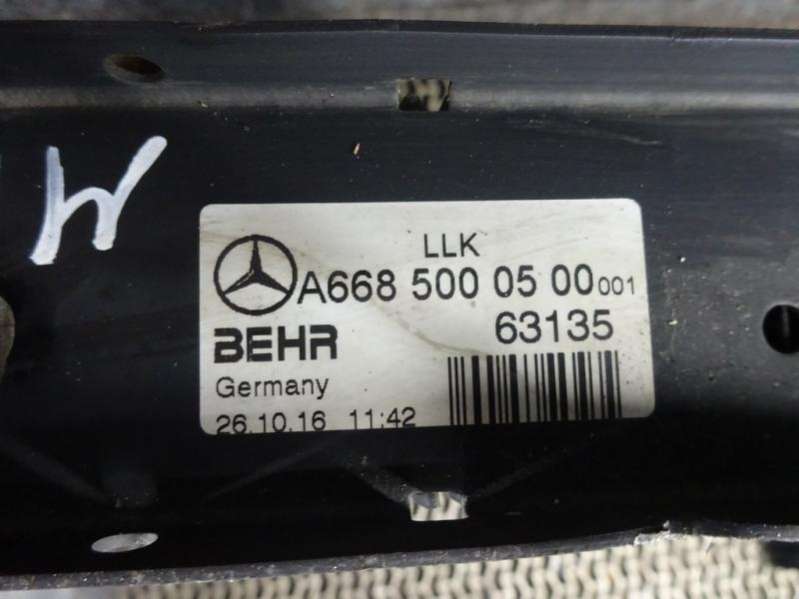 LLK
A668 500 05 00 001
BEHR 63135
Germany
26.10.16 11:42